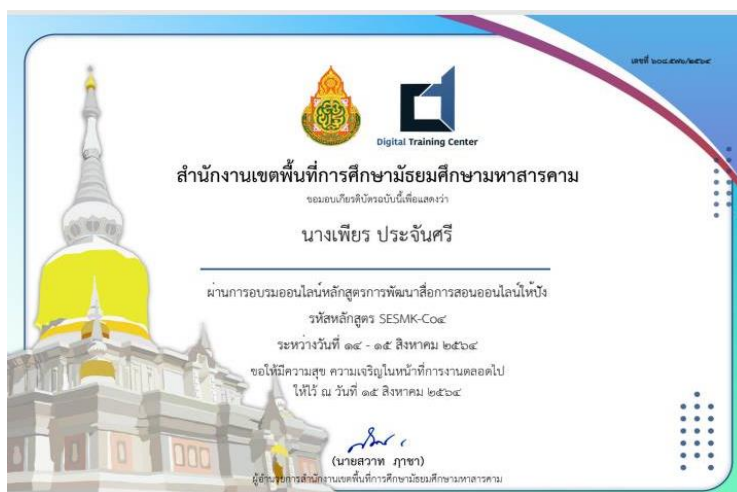 เลขที่
Digital Training Center
สำนักงานเขตพื้นที่การศึกษามัธยมศึกษามหาสารคาม
ขอมอบเกียรติบัตรฉบับนี้เพื่อแสดงว่า
นางเพียร ประจันศรี
ผ่านการอบรมออนไลน์หลักสูตรการพัฒนาสื่อการสอนออนไลน์ให้ปัง
รหัสหลักสูตร SESMK-Co๔
ระหว่างวันที่ ๑๔ - ๑๕ สิงหาคม ๒๕๖๔
ขอให้มีความสุข ความเจริญในหน้าที่การงานตลอดไป
ให้ไว้ ณ วันที่ ๑๕ สิงหาคม ๒๕๖๔
(นายสวาท ฦาชา)
ผู้อำนวยการสำนักงานเขตพื้นที่การศึกษามัธยมศึกษามหาสารคาม